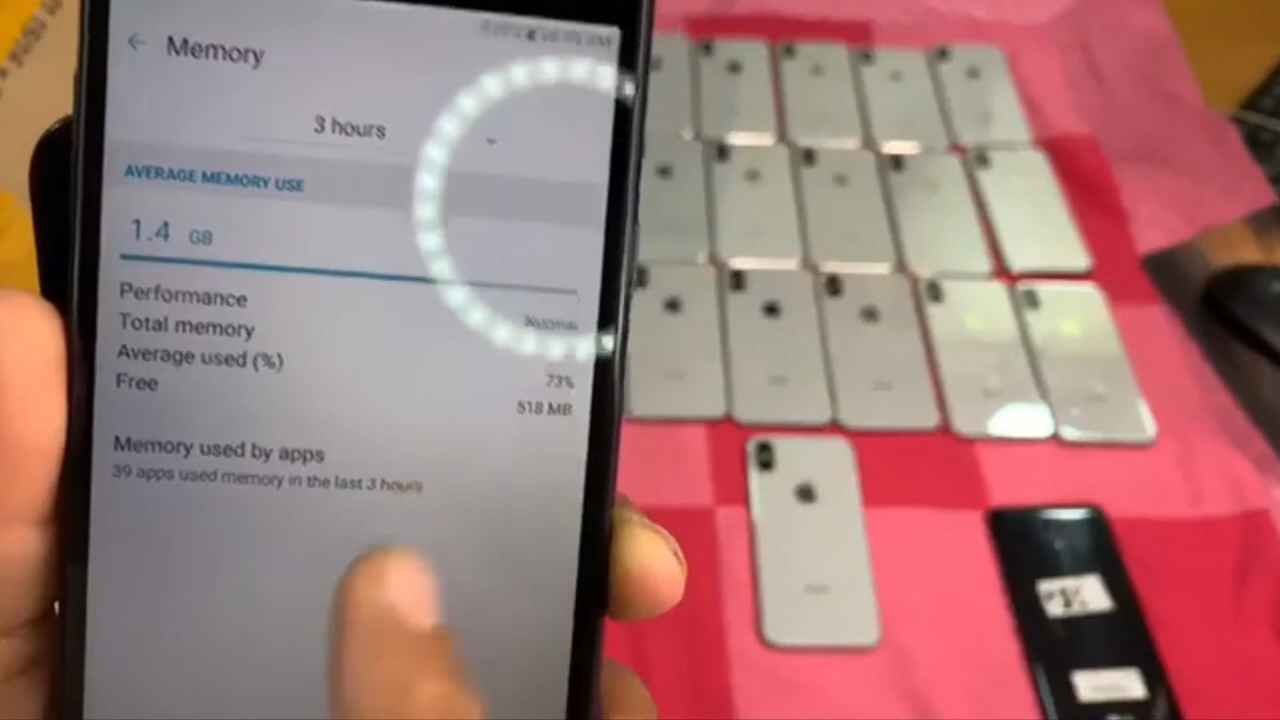 Memory
3 hours
AVERAGE MEMORY USE
1.4 GB
Performance
Total memory
Average used (%) 73%
Free 518 MB
Memory used by apps
39 apps used memory in the last 3 hours